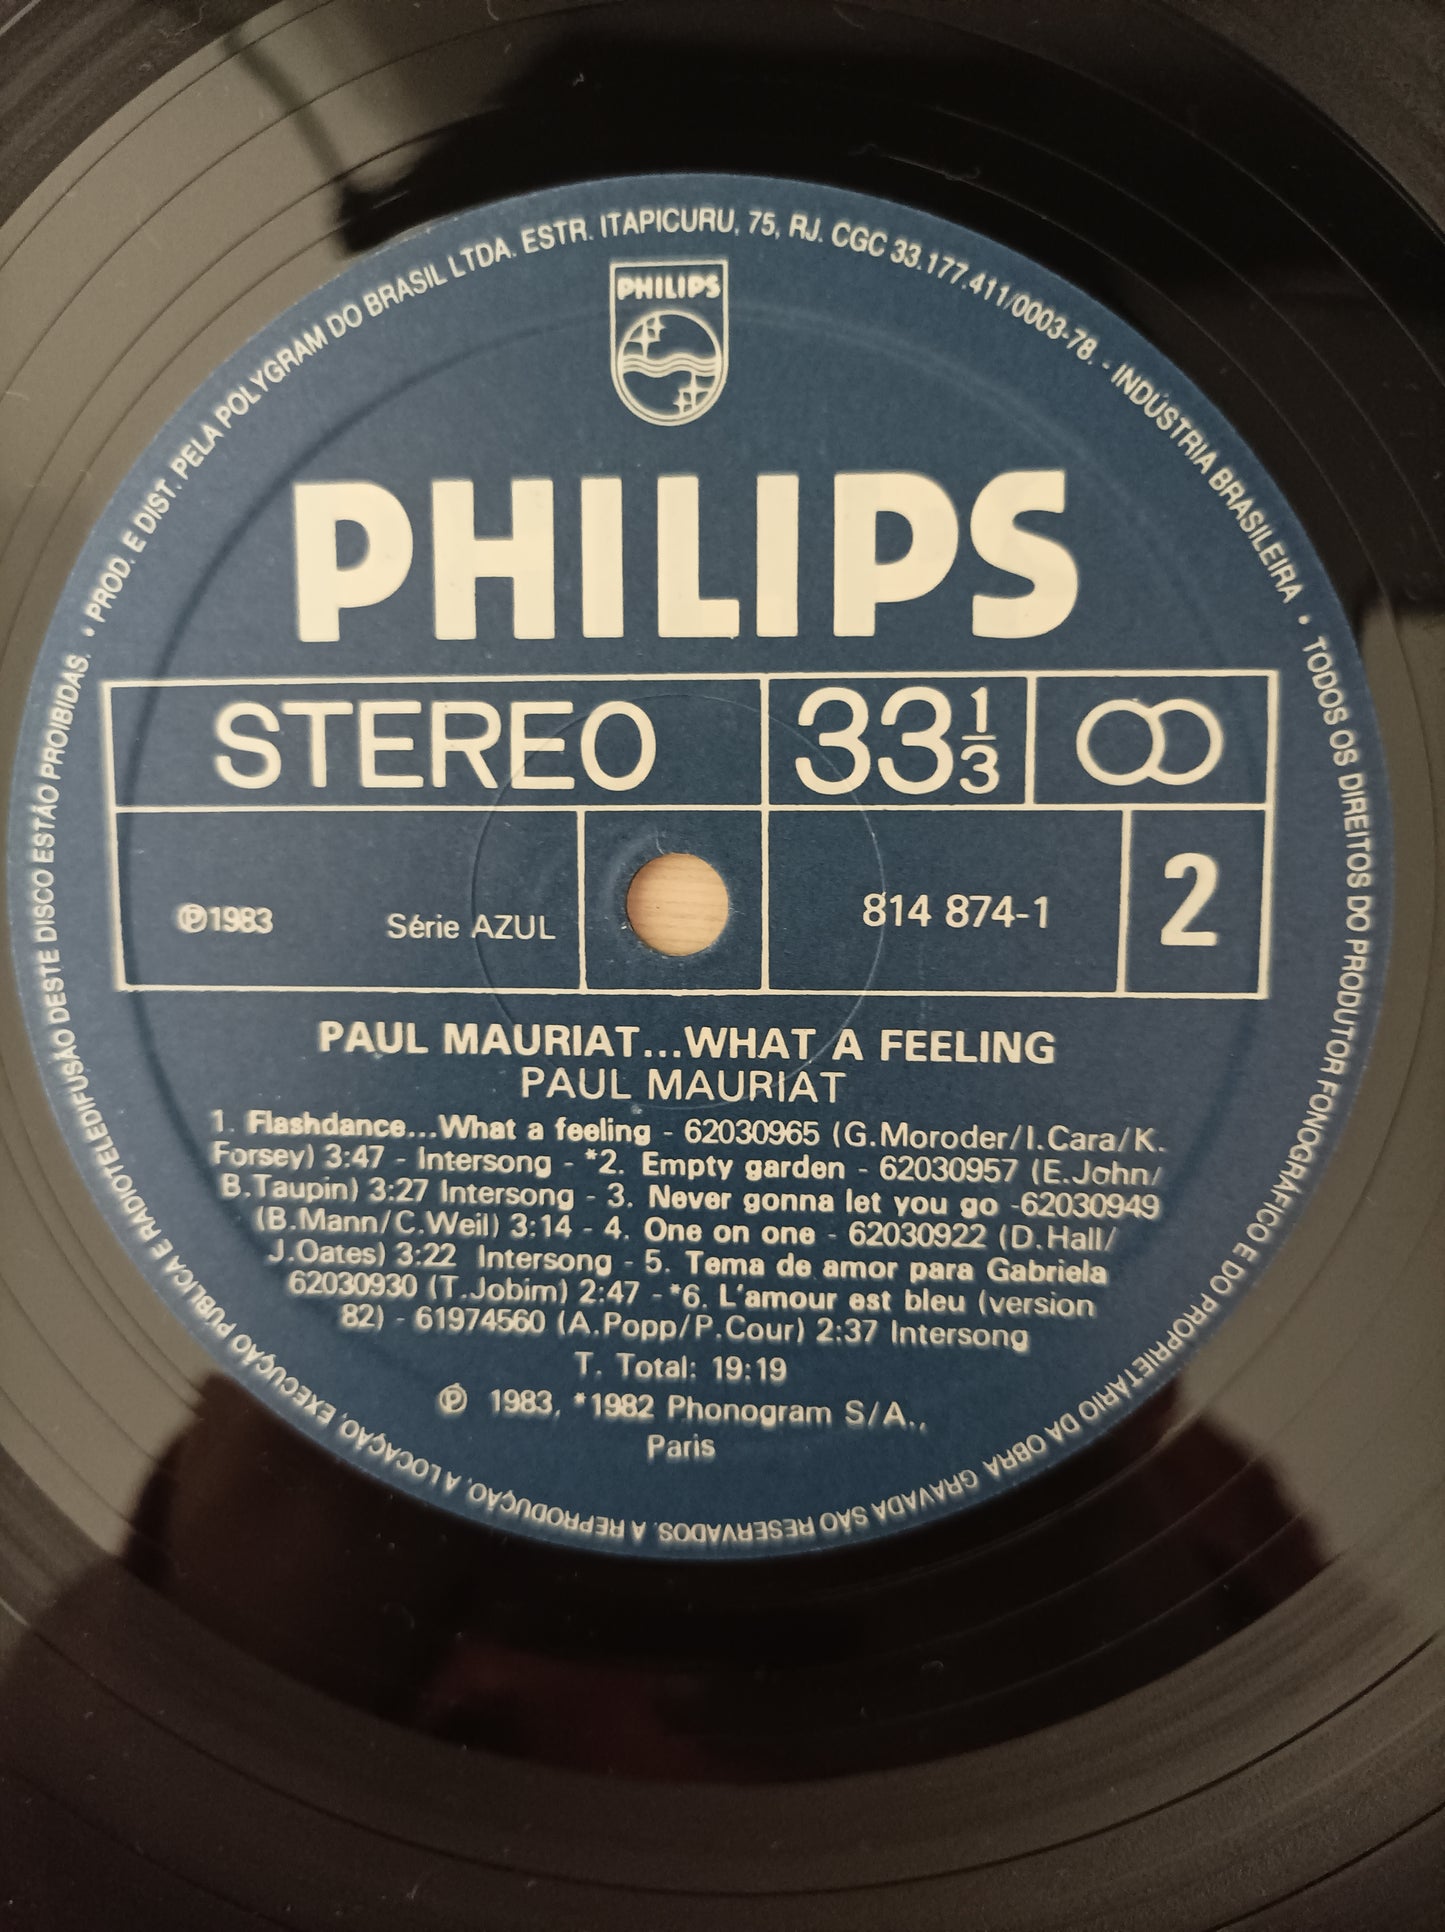 • PROD. E DIST. PELA POLYGRAM DO BRASIL LTDA. ESTR. ITAPICURU, 75, RJ. CGC 33.177.411/0003-78. - INDÚSTRIA BRASILEIRA • TODOS OS DIREITOS DO PRODUTOR FONOGRÁFICO E DO PROPRIETÁRIO DA OBRA GRAVADA SÃO RESERVADOS. A REPRODUÇÃO, A LOCAÇÃO, EXECUÇÃO PÚBLICA E RADIOTELEDIFUSÃO DESTE DISCO ESTÃO PROIBIDAS.
PHILIPS
PHILIPS
STEREO 33 1/3
℗1983 Série AZUL 814 874-1 2
PAUL MAURIAT...WHAT A FEELING
PAUL MAURIAT
1. Flashdance...What a feeling - 62030965 (G.Moroder/I.Cara/K.
Forsey) 3:47 - Intersong - *2. Empty garden - 62030957 (E.John/
B.Taupin) 3:27 Intersong - 3. Never gonna let you go -62030949
(B.Mann/C.Weil) 3:14 - 4. One on one - 62030922 (D.Hall/
J.Oates) 3:22 Intersong - 5. Tema de amor para Gabriela
62030930 (T.Jobim) 2:47 - *6. L'amour est bleu (version
82) - 61974560 (A.Popp/P.Cour) 2:37 Intersong
T. Total: 19:19
℗ 1983, *1982 Phonogram S/A.,
Paris